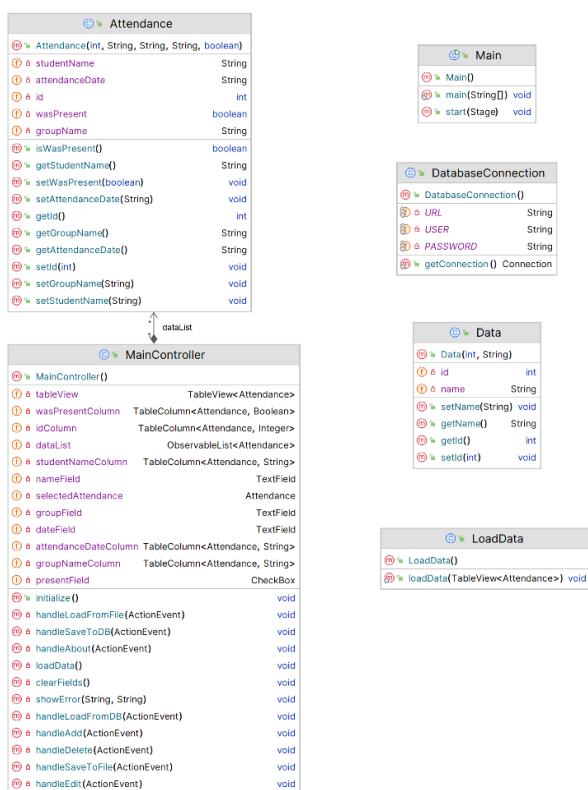 Attendance
Attendance(int, String, String, String, boolean)
studentName String
attendanceDate String
id int
wasPresent boolean
groupName String
isWasPresent() boolean
getStudentName() String
setWasPresent(boolean) void
setAttendanceDate(String) void
getId() int
getGroupName() String
getAttendanceDate() String
setId(int) void
setGroupName(String) void
setStudentName(String) void
* dataList
*
MainController
MainController()
tableView TableView<Attendance>
wasPresentColumn TableColumn<Attendance, Boolean>
idColumn TableColumn<Attendance, Integer>
dataList ObservableList<Attendance>
studentNameColumn TableColumn<Attendance, String>
nameField TextField
selectedAttendance Attendance
groupField TextField
dateField TextField
attendanceDateColumn TableColumn<Attendance, String>
groupNameColumn TableColumn<Attendance, String>
presentField CheckBox
initialize() void
handleLoadFromFile(ActionEvent) void
handleSaveToDB(ActionEvent) void
handleAbout(ActionEvent) void
loadData() void
clearFields() void
showError(String, String) void
handleLoadFromDB(ActionEvent) void
handleAdd(ActionEvent) void
handleDelete(ActionEvent) void
handleSaveToFile(ActionEvent) void
handleEdit(ActionEvent) void
Main
Main()
main(String[]) void
start(Stage) void
DatabaseConnection
DatabaseConnection()
URL String
USER String
PASSWORD String
getConnection() Connection
Data
Data(int, String)
id int
name String
setName(String) void
getName() String
getId() int
setId(int) void
LoadData
LoadData()
loadData(TableView<Attendance>) void